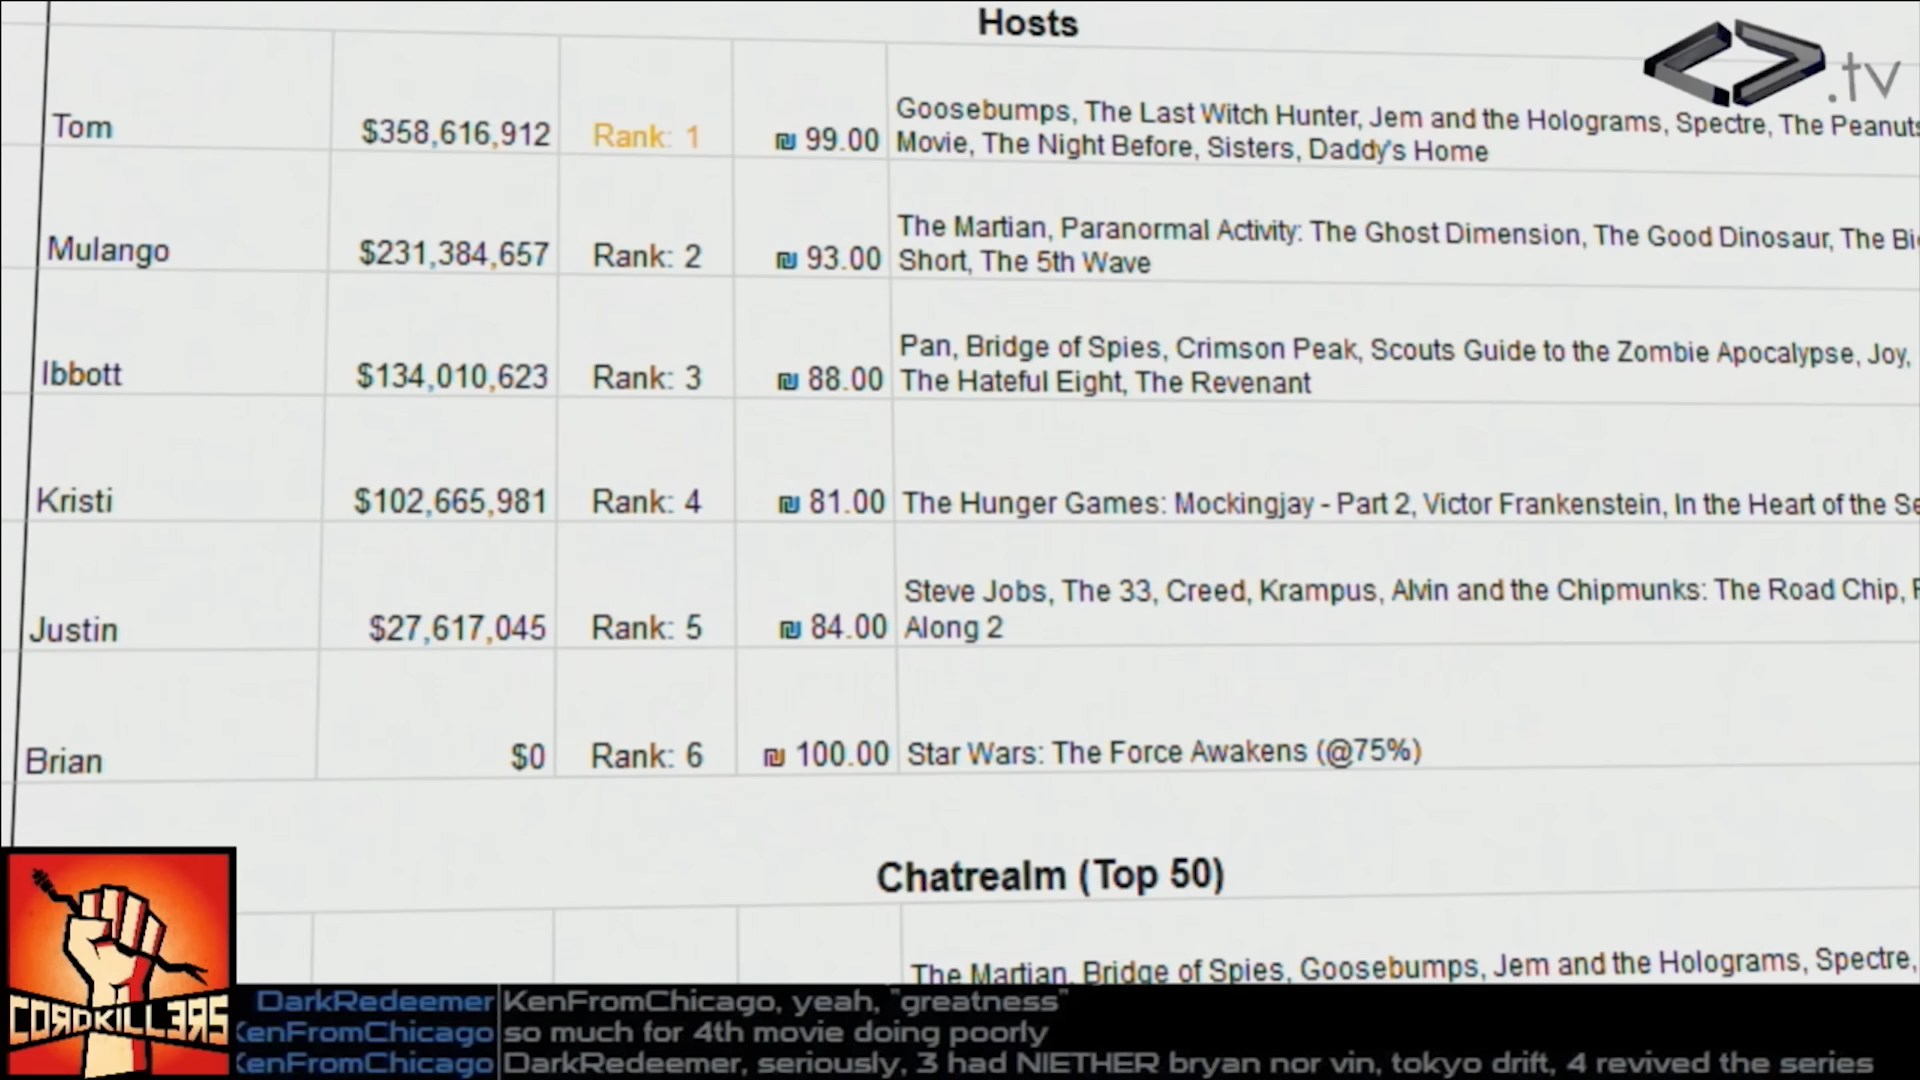 Hosts
.tv
Tom $358,616,912 Rank: 1 ₪ 99.00 Goosebumps, The Last Witch Hunter, Jem and the Holograms, Spectre, The Peanuts
Movie, The Night Before, Sisters, Daddy's Home
Mulango $231,384,657 Rank: 2 ₪ 93.00 The Martian, Paranormal Activity: The Ghost Dimension, The Good Dinosaur, The Big
Short, The 5th Wave
Ibbott $134,010,623 Rank: 3 ₪ 88.00 Pan, Bridge of Spies, Crimson Peak, Scouts Guide to the Zombie Apocalypse, Joy,
The Hateful Eight, The Revenant
Kristi $102,665,981 Rank: 4 ₪ 81.00 The Hunger Games: Mockingjay - Part 2, Victor Frankenstein, In the Heart of the Se
Justin $27,617,045 Rank: 5 ₪ 84.00 Steve Jobs, The 33, Creed, Krampus, Alvin and the Chipmunks: The Road Chip,
Along 2
Brian $0 Rank: 6 ₪ 100.00 Star Wars: The Force Awakens (@75%)
Chatrealm (Top 50)
The Martian, Bridge of Spies, Goosebumps, Jem and the Holograms, Spectre,
CORDKILLERS
DarkRedeemer KenFromChicago, yeah, "greatness"
KenFromChicago so much for 4th movie doing poorly
KenFromChicago DarkRedeemer, seriously, 3 had NIETHER bryan nor vin, tokyo drift, 4 revived the series